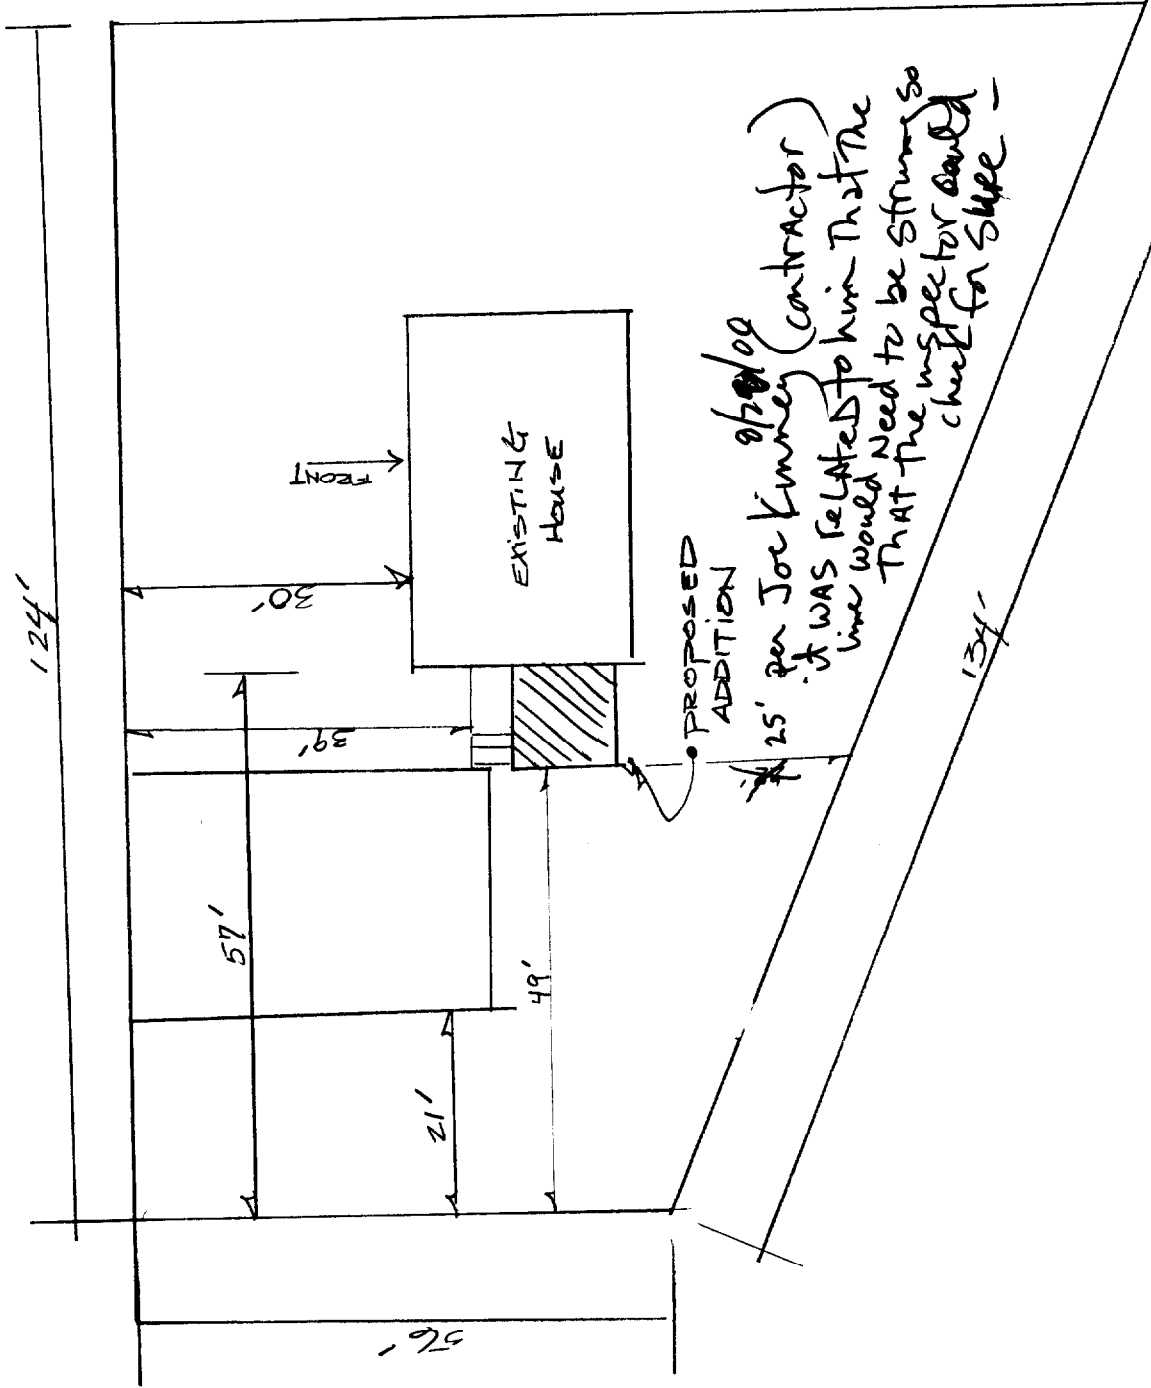 124'
FRONT
30'
EXISTING
HOUSE
57'
39'
21'
49'
56'
PROPOSED
ADDITION
25' per Joe Kinney (contractor)
it WAS reLAteD to him That The
line would Need to be strung so
THAT The inspector could
check for SURE -
134'